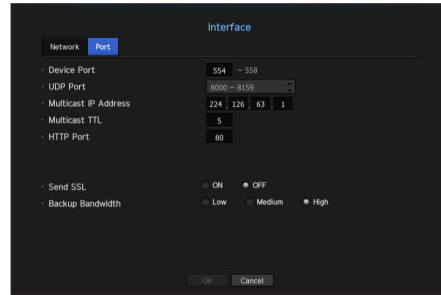 Interface
Network Port
· Device Port 554 ~ 558
· UDP Port 8000 ~ 8159
· Multicast IP Address 224 . 126 . 63 . 1
· Multicast TTL 5
· HTTP Port 80
· Send SSL ON OFF
· Backup Bandwidth Low Medium High
OK Cancel